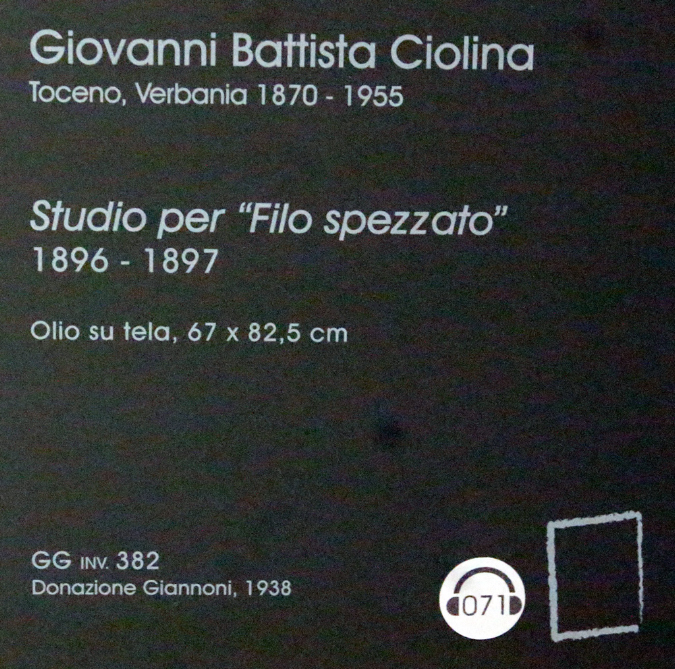 Giovanni Battista Ciolina
Toceno, Verbania 1870 - 1955
Studio per “Filo spezzato”
1896 - 1897
Olio su tela, 67 x 82,5 cm
GG INV. 382
Donazione Giannoni, 1938
071